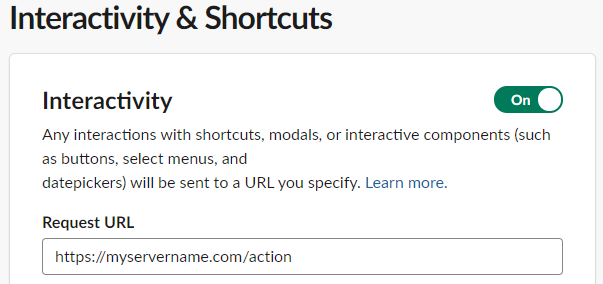 Interactivity & Shortcuts
Interactivity
On
Any interactions with shortcuts, modals, or interactive components (such
as buttons, select menus, and
datepickers) will be sent to a URL you specify. Learn more.
Request URL
https://myservername.com/action